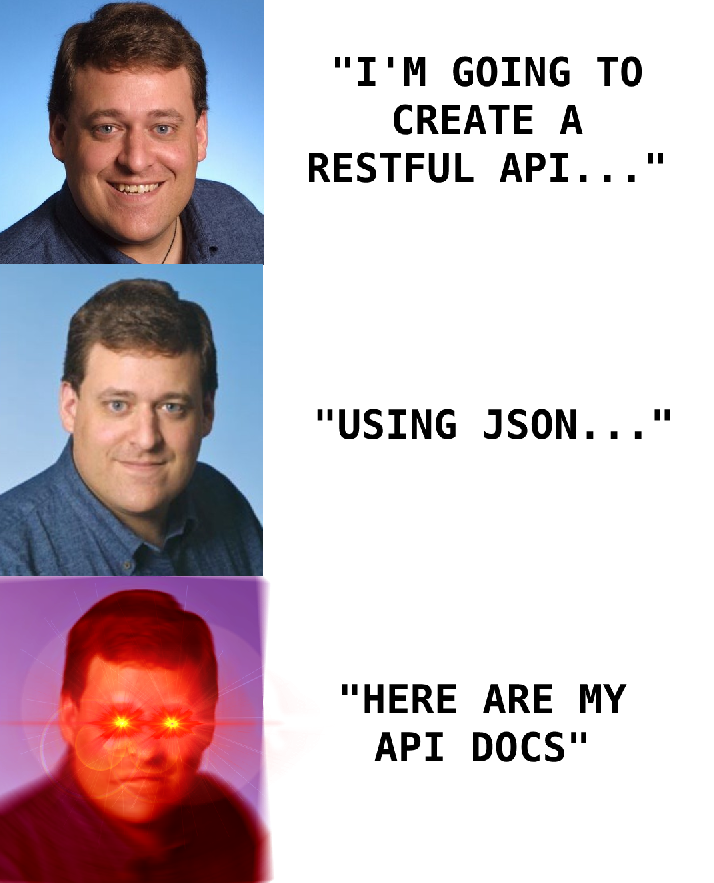 "I'M GOING TO
CREATE A
RESTFUL API..."
"USING JSON..."
"HERE ARE MY
API DOCS"